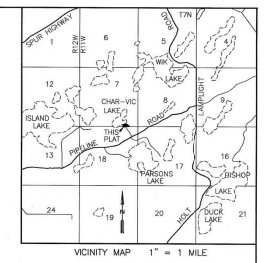 SPUR HIGHWAY
R12W
R11W
ROAD
T7N
1
6
5
4
WIK
LAKE
12
7
CHAR-VIC
LAKE
8
LAMPLIGHT
9
ISLAND
LAKE
THIS
PLAT
PIPELINE ROAD
13
18
PARSONS
LAKE
17
16
BISHOP
LAKE
24
19
N
20
HOLT
DUCK
LAKE
21
VICINITY MAP 1" = 1 MILE